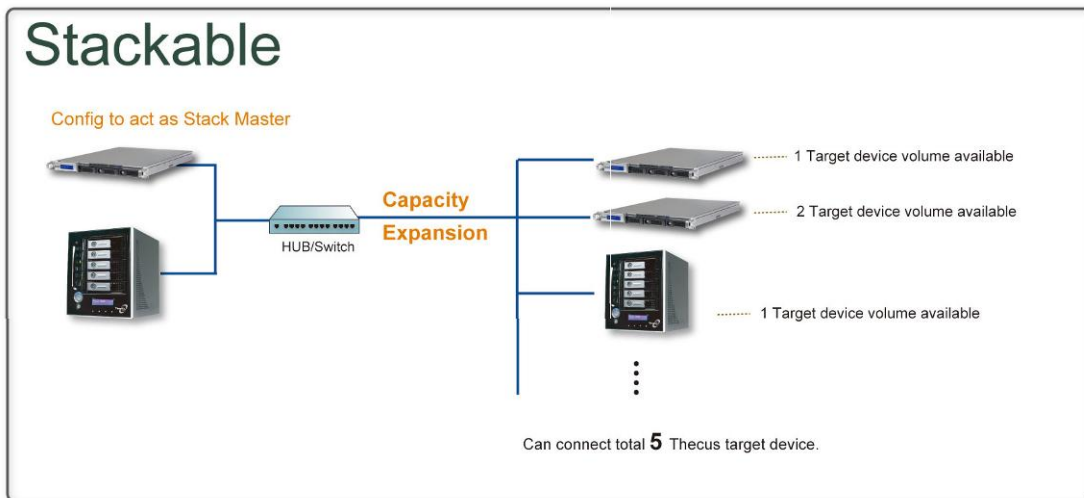 Stackable
Config to act as Stack Master
HUB/Switch
Capacity
Expansion
1 Target device volume available
2 Target device volume available
1 Target device volume available
Can connect total 5 Thecus target device.